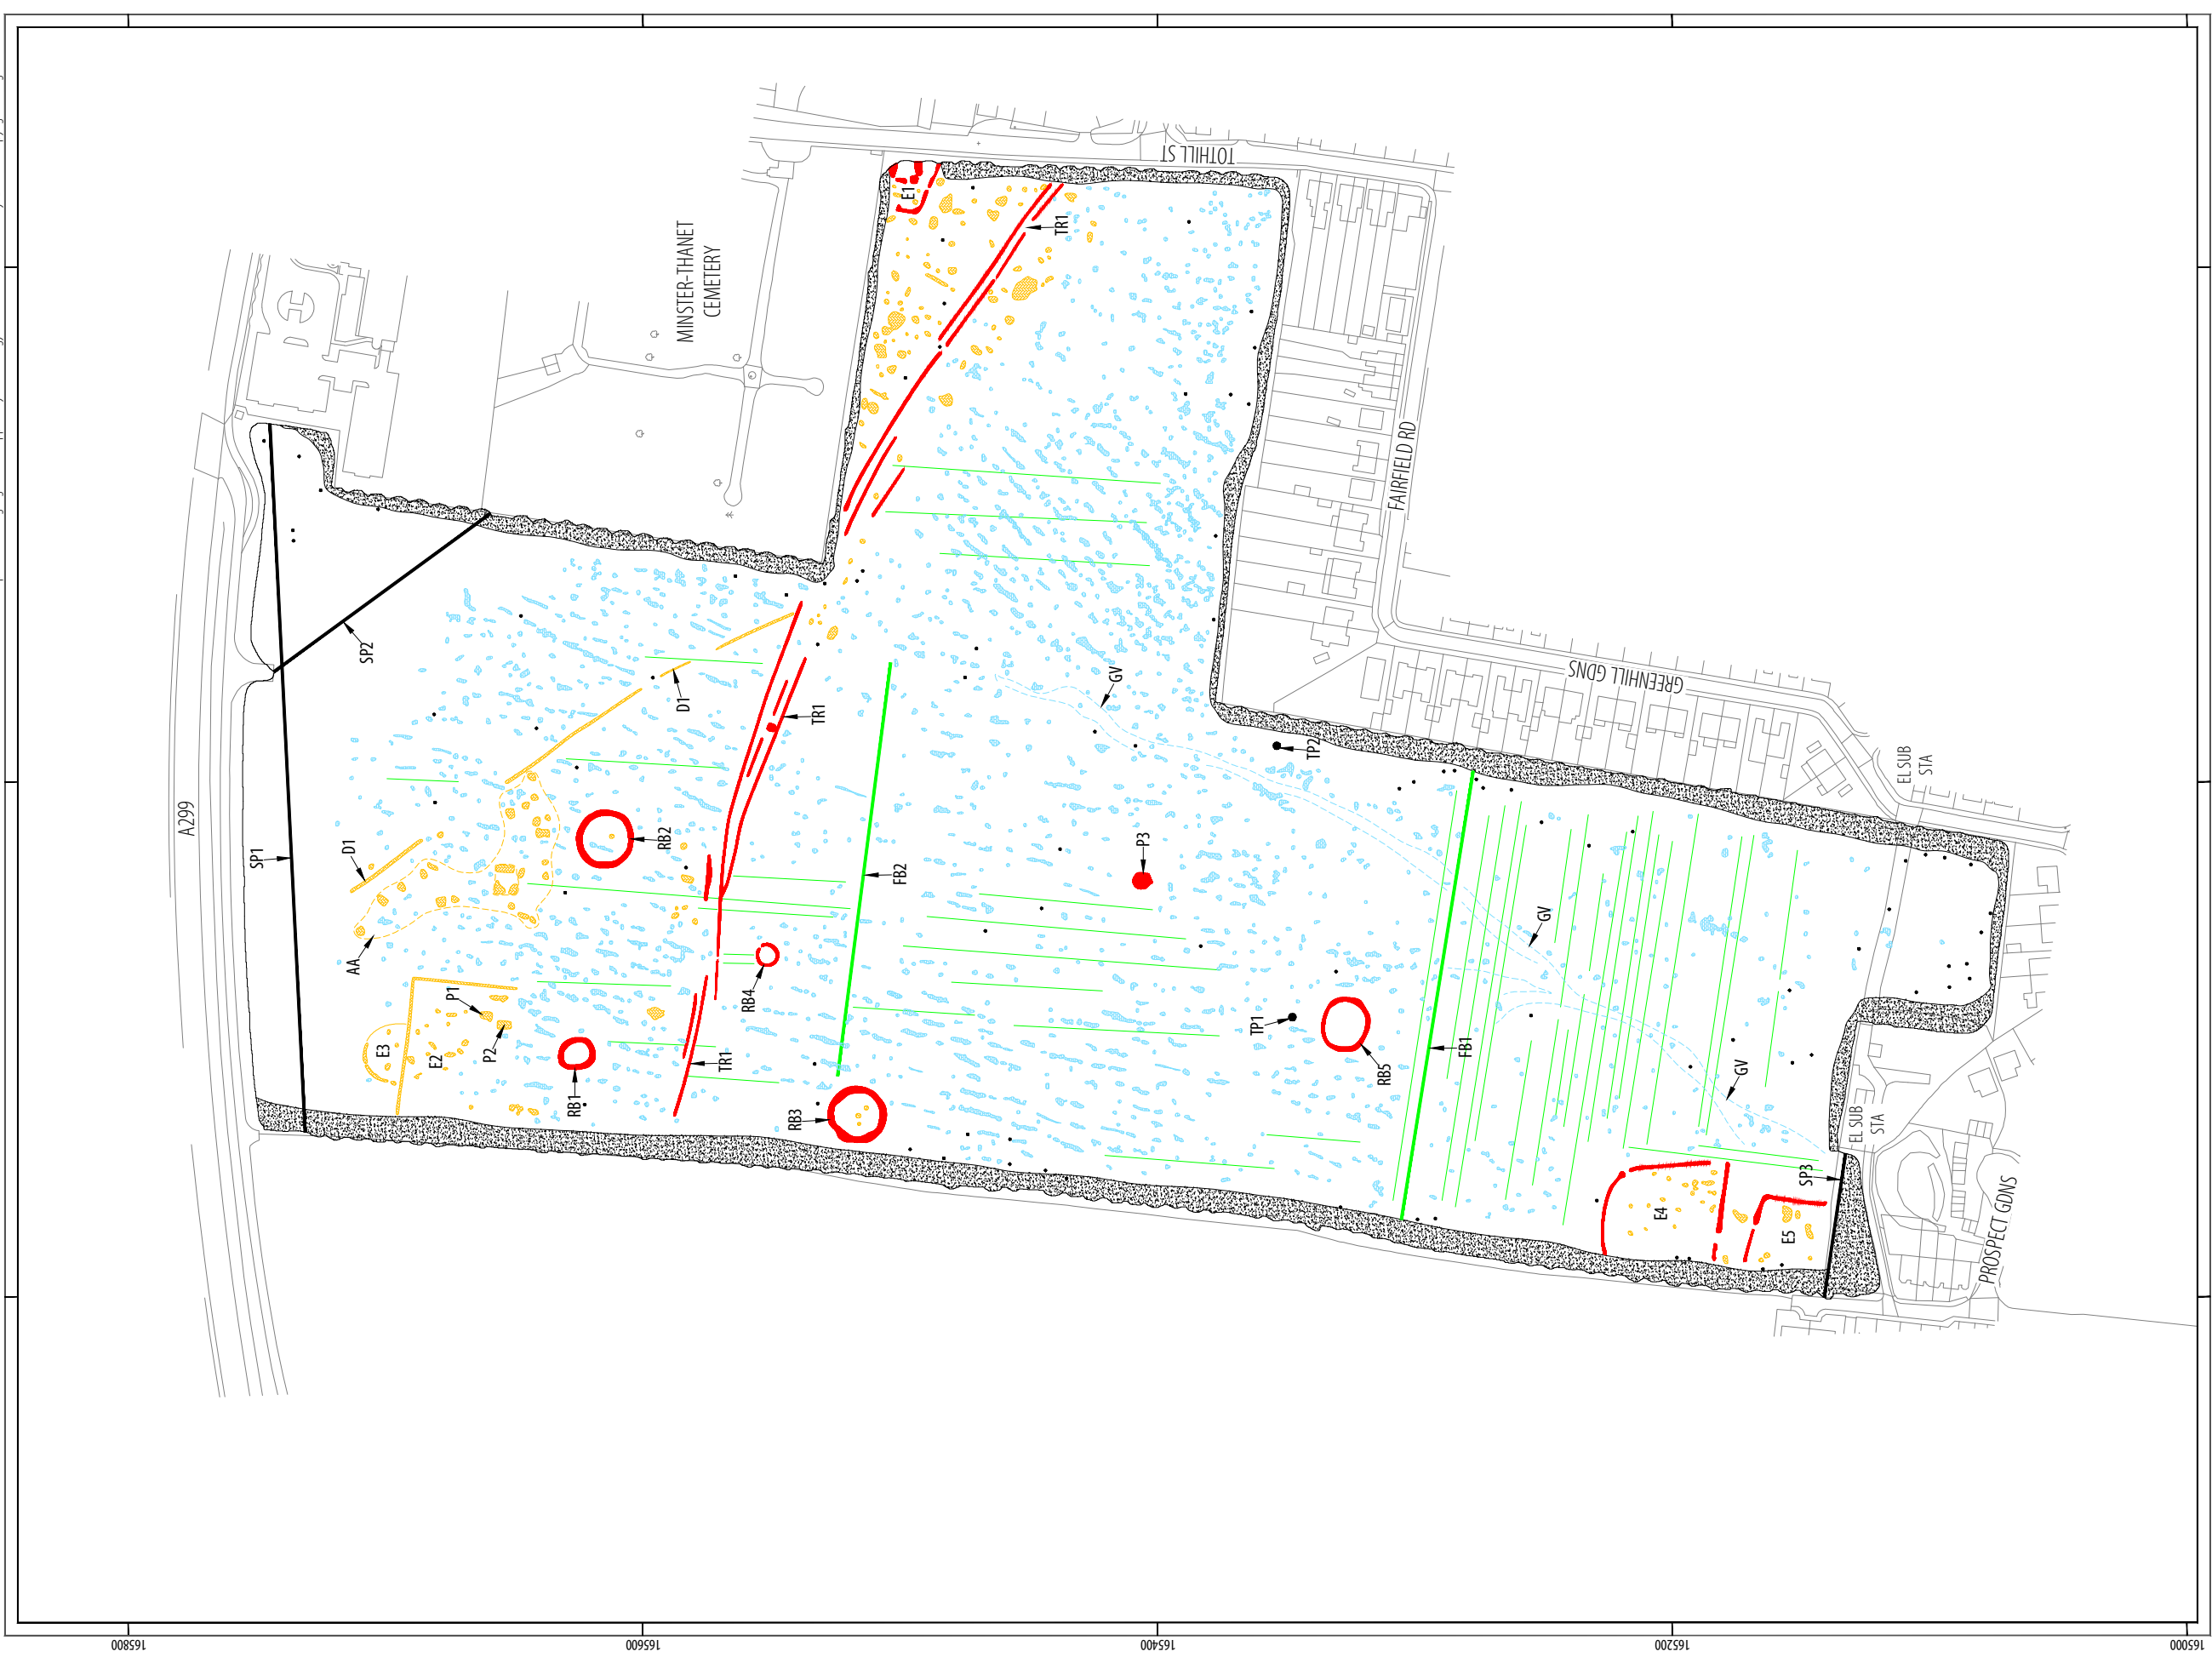 A299
MINSTER-THANET
CEMETERY
TOTHILL ST
FAIRFIELD RD
GREENHILL GDNS
EL SUB
STA
EL SUB
STA
PROSPECT GDNS
SP1
SP2
SP3
E1
TR1
TR1
TR1
D1
D1
AA
E3
E2
P1
P2
RB1
RB2
RB3
RB4
RB5
FB2
FB1
P3
GV
GV
GV
TP1
TP2
E4
E5
165800
165600
165400
165200
165000